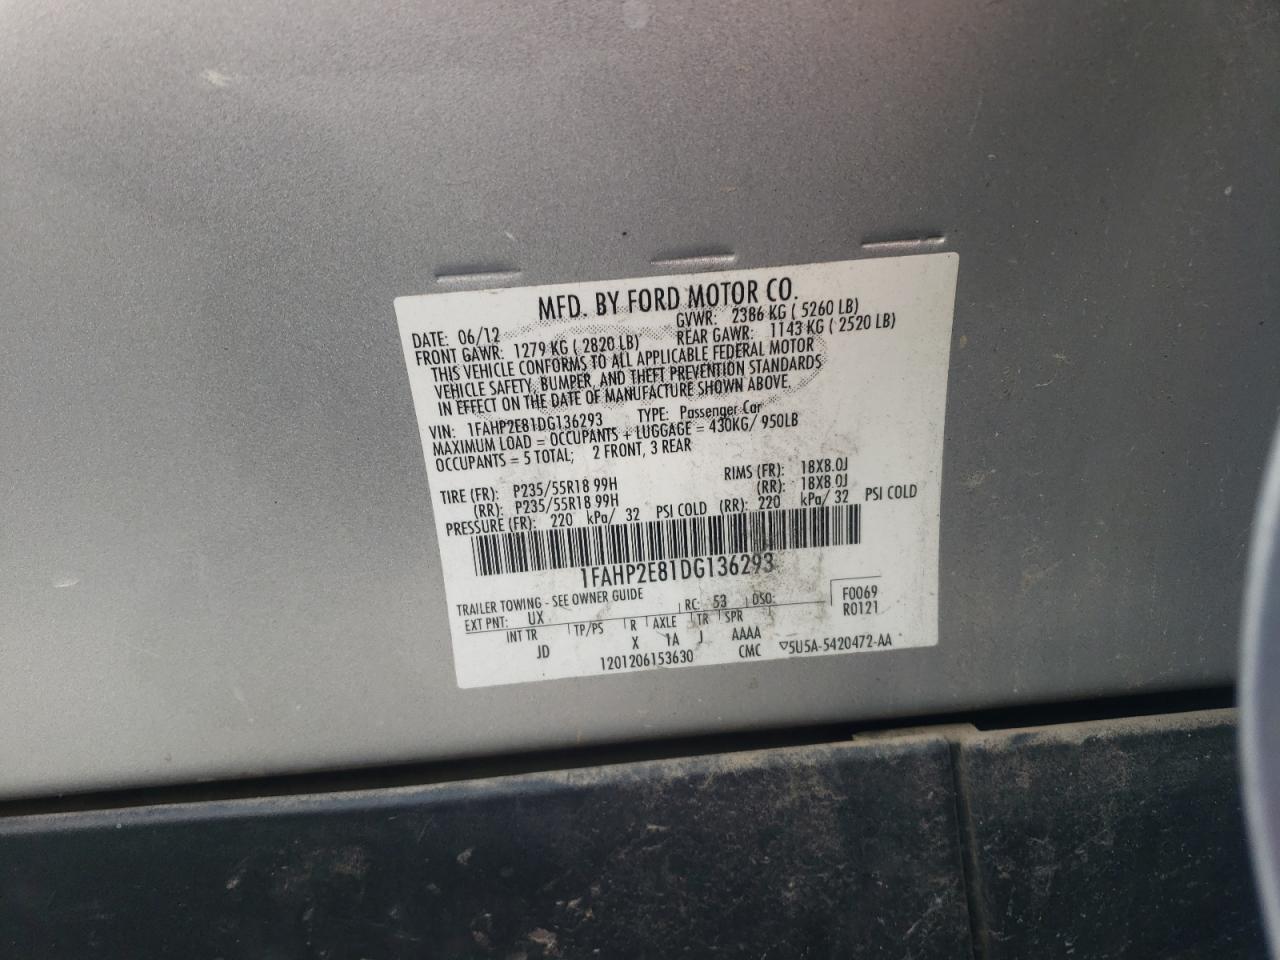 MFD. BY FORD MOTOR CO.
DATE: 06/12 GVWR: 2386 KG ( 5260 LB)
FRONT GAWR: 1279 KG ( 2820 LB) REAR GAWR: 1143 KG ( 2520 LB)
THIS VEHICLE CONFORMS TO ALL APPLICABLE FEDERAL MOTOR
VEHICLE SAFETY, BUMPER, AND THEFT PREVENTION STANDARDS
IN EFFECT ON THE DATE OF MANUFACTURE SHOWN ABOVE.
VIN: 1FAHP2E81DG136293 TYPE: Passenger Car
MAXIMUM LOAD = OCCUPANTS + LUGGAGE = 430KG/ 950LB
OCCUPANTS = 5 TOTAL; 2 FRONT, 3 REAR
TIRE (FR): P235/55R18 99H RIMS (FR): 18X8.0J
(RR): P235/55R18 99H (RR): 18X8.0J
PRESSURE (FR): 220 kPa/ 32 PSI COLD (RR): 220 kPa/ 32 PSI COLD
1FAHP2E81DG136293
TRAILER TOWING - SEE OWNER GUIDE
EXT PNT: UX RC: 53 DSO: F0069
R0121
INT TR TP/PS R AXLE TR SPR
JD X 1A J AAAA
1201206153630 CMC ▽5U5A-5420472-AA